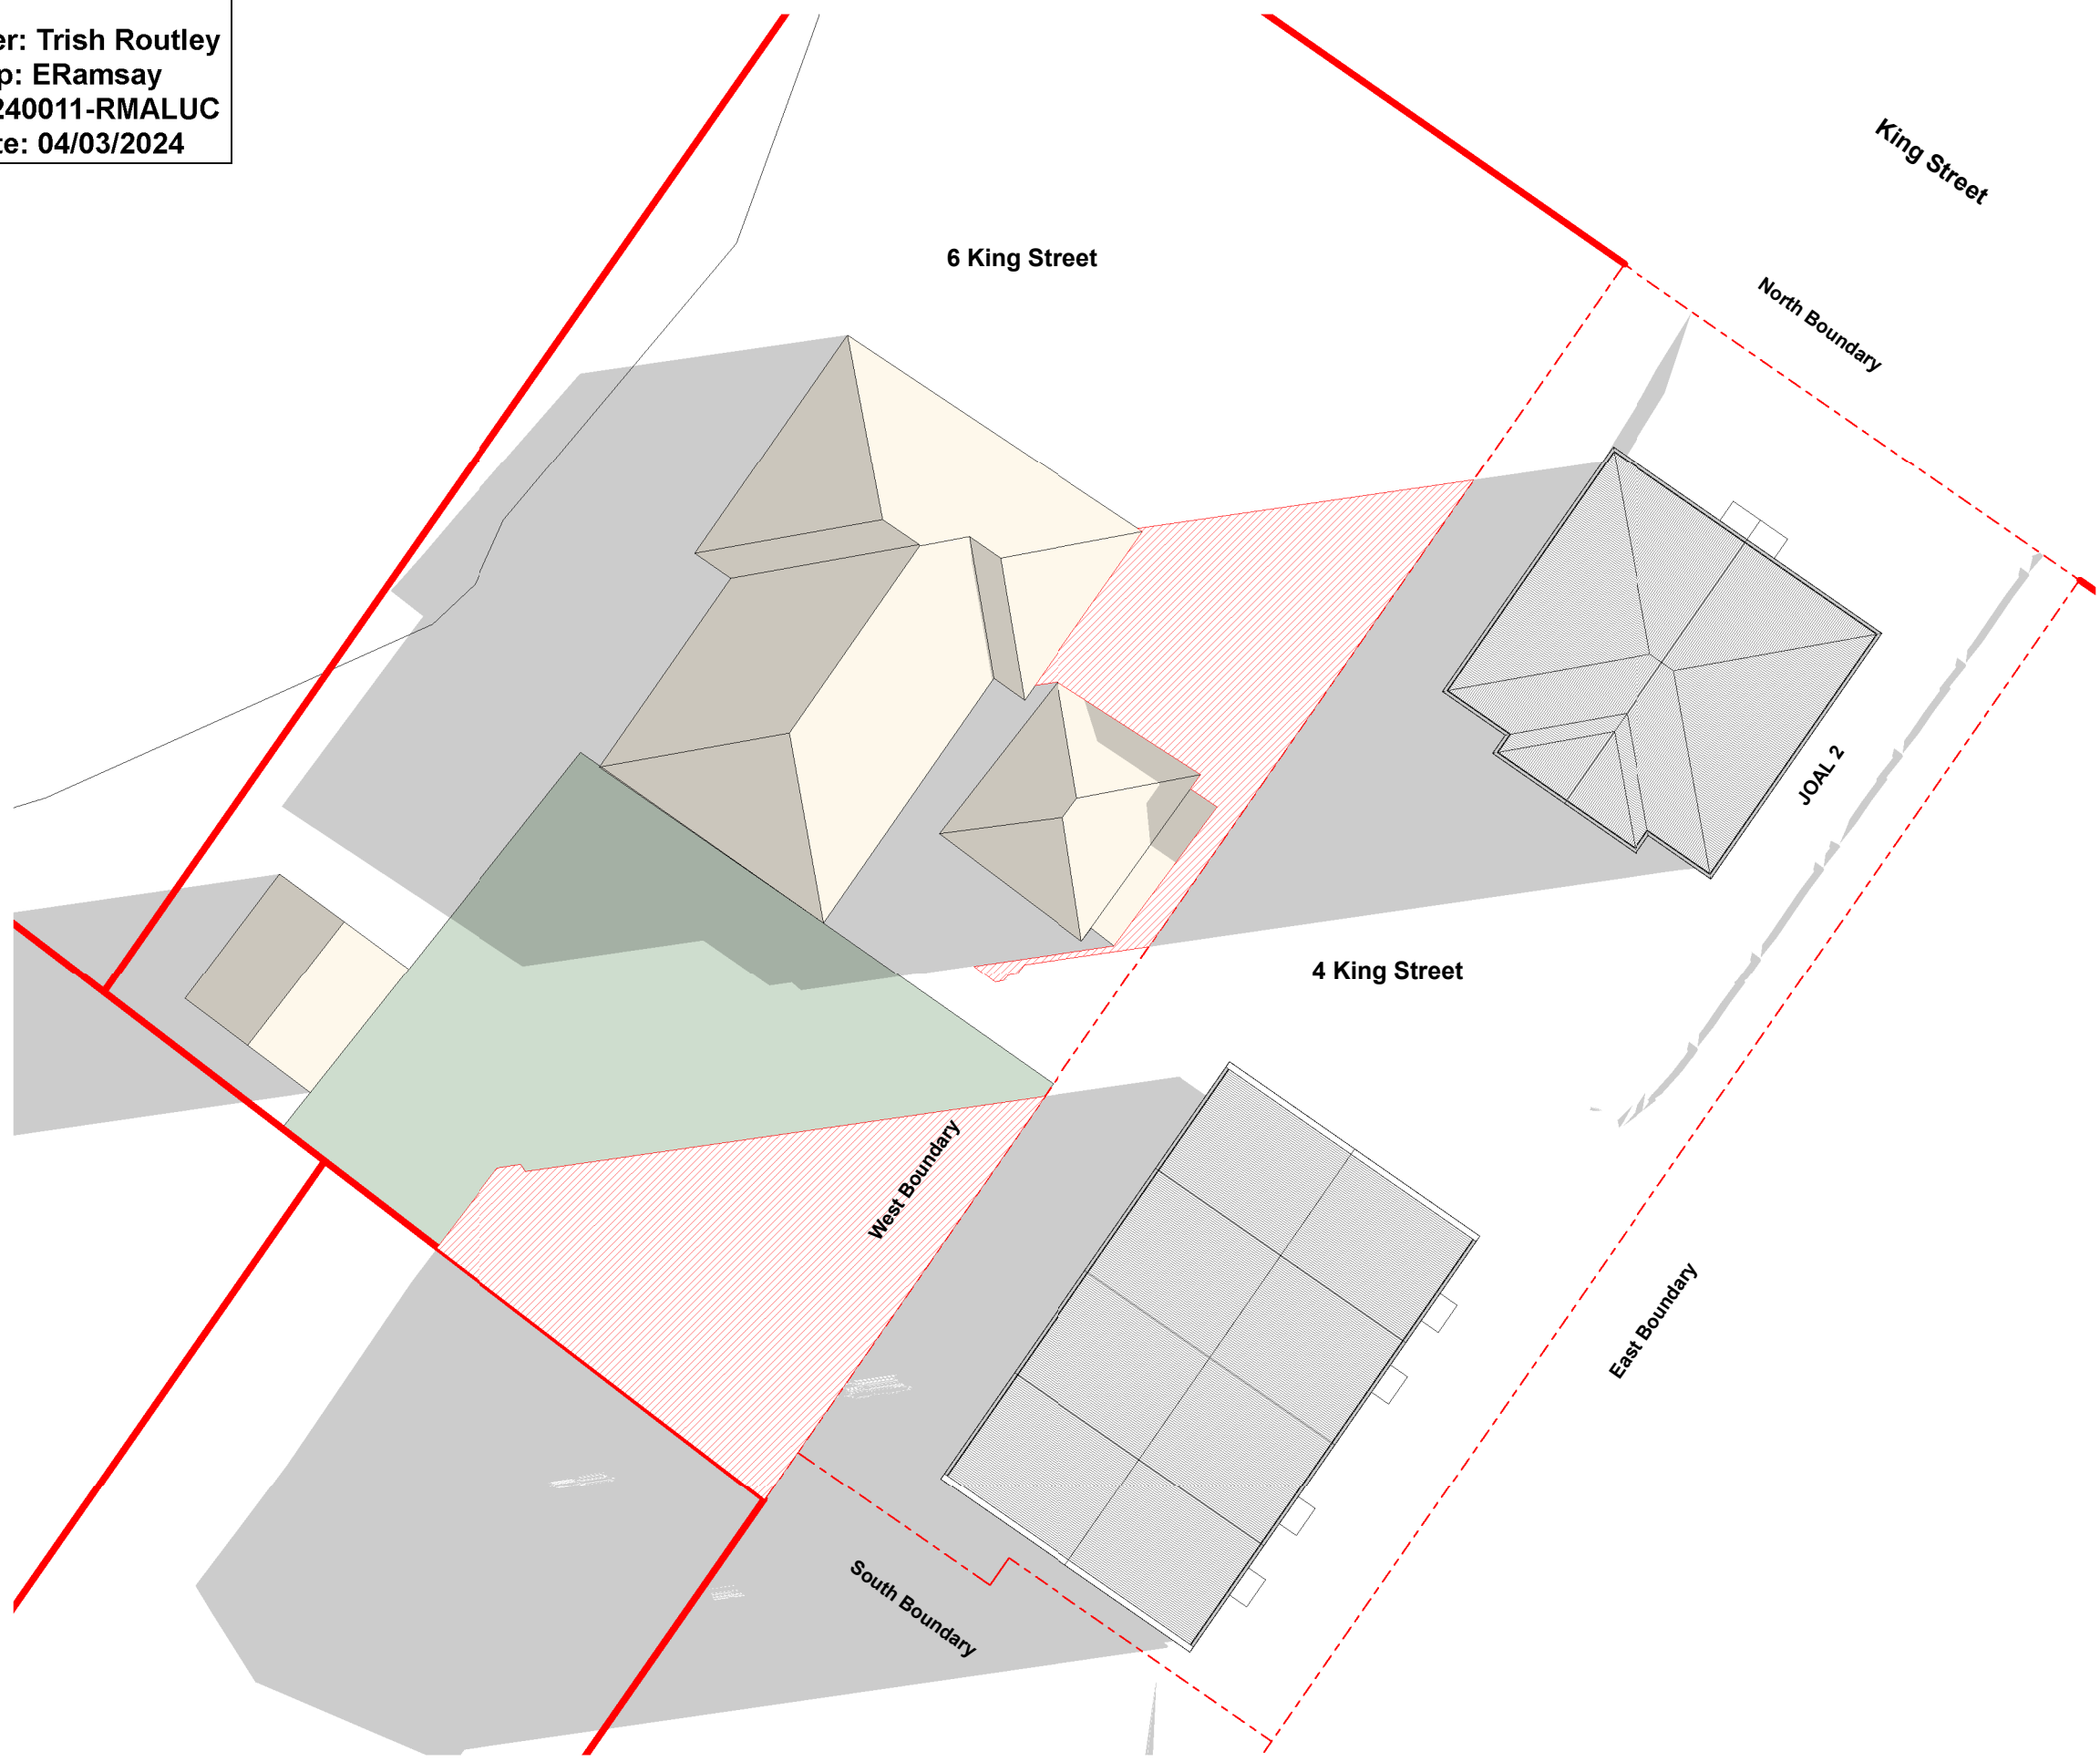 er: Trish Routley
p: ERamsay
240011-RMALUC
te: 04/03/2024
King Street
6 King Street
North Boundary
JOAL 2
4 King Street
West Boundary
East Boundary
South Boundary